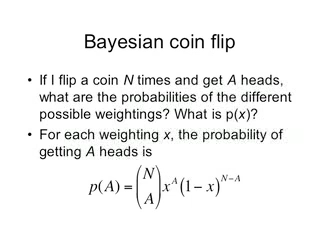 Bayesian coin flip
• If I flip a coin N times and get A heads,
what are the probabilities of the different
possible weightings? What is p(x)?
• For each weighting x, the probability of
getting A heads is
p(A) = (N A) x^A (1 − x)^{N−A}